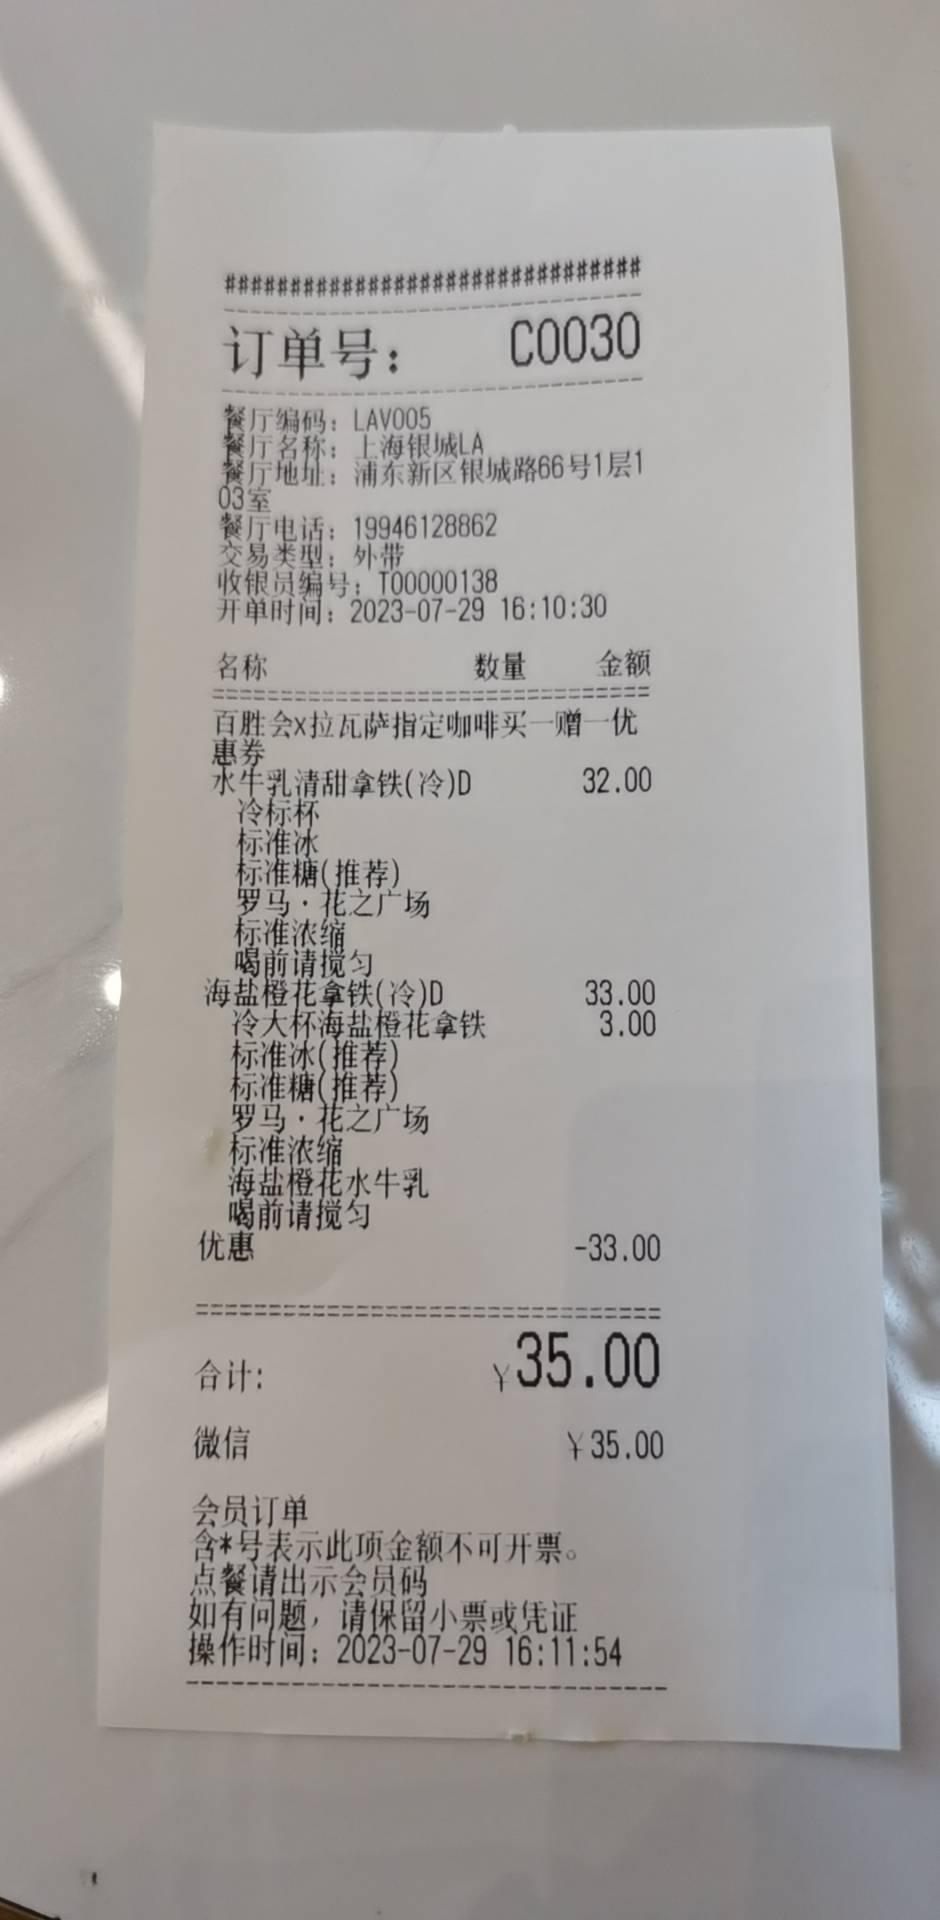 ################################
订单号： C0030
餐厅编码：LAV005
餐厅名称：上海银城LA
餐厅地址：浦东新区银城路66号1层1
03室
餐厅电话：19946128862
交易类型：外带
收银员编号：T00000138
开单时间：2023-07-29 16:10:30
名称 数量 金额
百胜会x拉瓦萨指定咖啡买一赠一优
惠券
水牛乳清甜拿铁(冷)D 32.00
冷标杯
标准冰
标准糖(推荐)
罗马·花之广场
标准浓缩
喝前请搅匀
海盐橙花拿铁(冷)D 33.00
冷大杯海盐橙花拿铁 3.00
标准冰(推荐)
标准糖(推荐)
罗马·花之广场
标准浓缩
海盐橙花水牛乳
喝前请搅匀
优惠 -33.00
合计: ¥35.00
微信 ¥35.00
会员订单
含*号表示此项金额不可开票。
点餐请出示会员码
如有问题，请保留小票或凭证
操作时间：2023-07-29 16:11:54